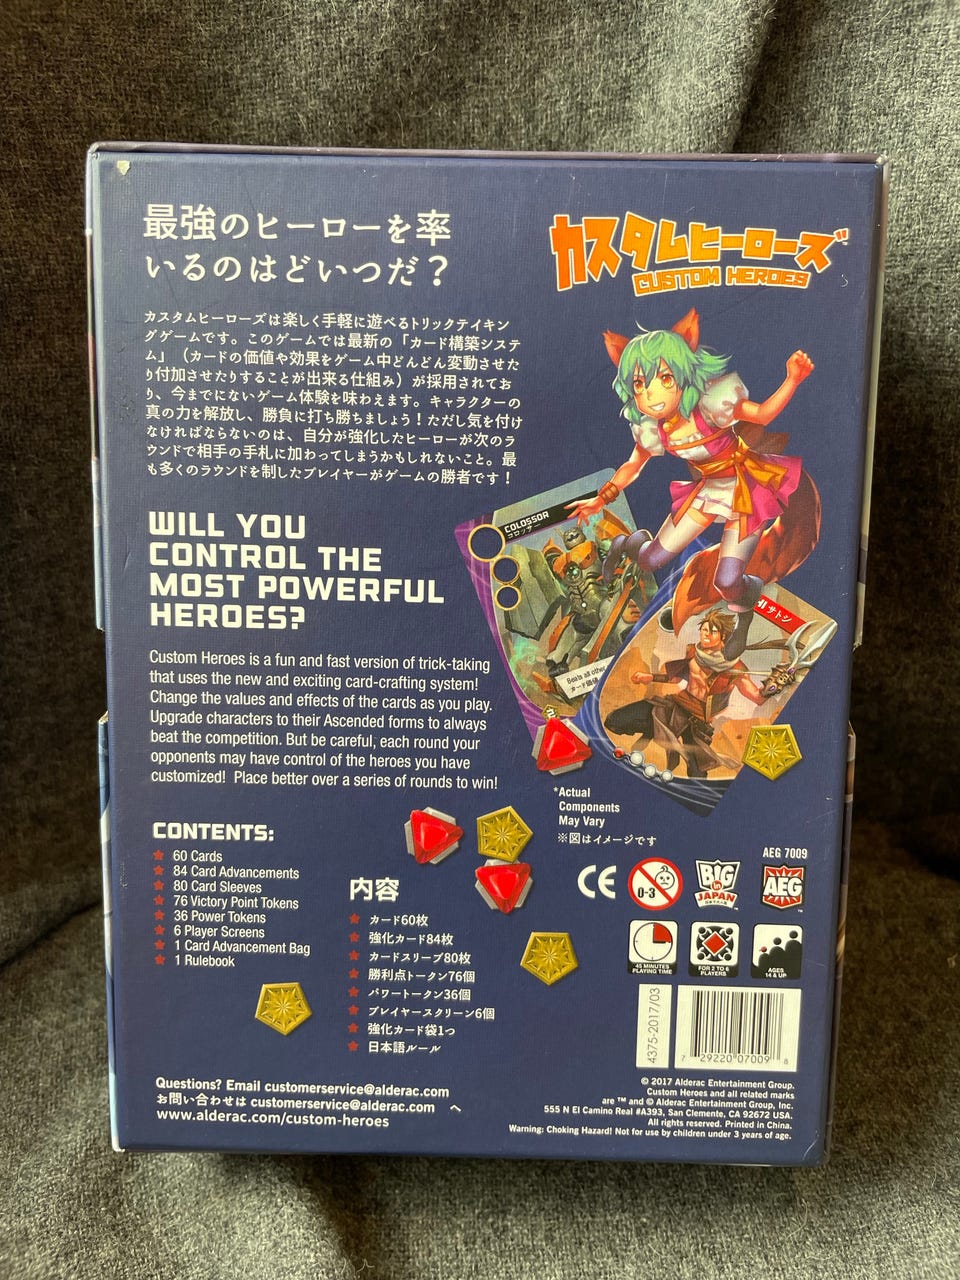 最強のヒーローを率
いるのはどいつだ？
カスタムヒーローズ
CUSTOM HEROES
カスタムヒーローズは楽しく手軽に遊べるトリックテイキン
グゲームです。このゲームでは最新の「カード構築システ
ム」（カードの価値や効果をゲーム中どんどん変動させた
り付加させたりすることが出来る仕組み）が採用されてお
り、今までにないゲーム体験を味わえます。キャラクターの
真の力を解放し、勝負に打ち勝ちましょう！ただし気を付け
なければならないのは、自分が強化したヒーローが次のラ
ウンドで相手の手札に加わってしまうかもしれないこと。最
も多くのラウンドを制したプレイヤーがゲームの勝者です！
COLOSSOR
コロッサー
Beats all other
カード価値
サトシ
WILL YOU
CONTROL THE
MOST POWERFUL
HEROES?
Custom Heroes is a fun and fast version of trick-taking
that uses the new and exciting card-crafting system!
Change the values and effects of the cards as you play.
Upgrade characters to their Ascended forms to always
beat the competition. But be careful, each round your
opponents may have control of the heroes you have
customized! Place better over a series of rounds to win!
*Actual
Components
May Vary
※図はイメージです
CONTENTS:
60 Cards
84 Card Advancements
80 Card Sleeves
76 Victory Point Tokens
36 Power Tokens
6 Player Screens
1 Card Advancement Bag
1 Rulebook
内容
カード60枚
強化カード84枚
カードスリーブ80枚
勝利点トークン76個
パワートークン36個
プレイヤースクリーン6個
強化カード袋1つ
日本語ルール
AEG 7009
CE
0-3
BIG
in
JAPAN
AEG
45 MINUTES
PLAYING TIME
FOR 2 TO 6
PLAYERS
AGES
14 & UP
4375-2017/03
7 29220 07009 8
Questions? Email customerservice@alderac.com
お問い合わせは customerservice@alderac.com へ
www.alderac.com/custom-heroes
© 2017 Alderac Entertainment Group.
Custom Heroes and all related marks
are ™ and © Alderac Entertainment Group, Inc.
555 N El Camino Real #A393, San Clemente, CA 92672 USA.
All rights reserved. Printed in China.
Warning: Choking Hazard! Not for use by children under 3 years of age.